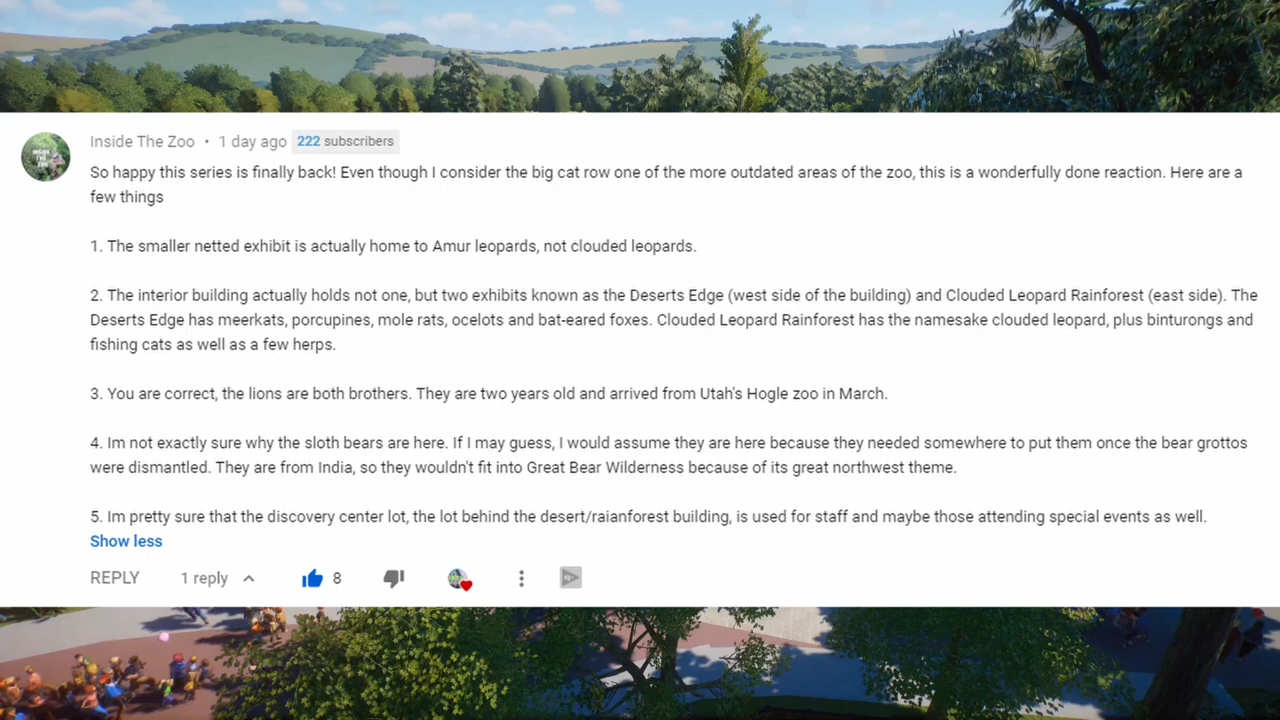 Inside The Zoo • 1 day ago 222 subscribers
So happy this series is finally back! Even though I consider the big cat row one of the more outdated areas of the zoo, this is a wonderfully done reaction. Here are a
few things
1. The smaller netted exhibit is actually home to Amur leopards, not clouded leopards.
2. The interior building actually holds not one, but two exhibits known as the Deserts Edge (west side of the building) and Clouded Leopard Rainforest (east side). The
Deserts Edge has meerkats, porcupines, mole rats, ocelots and bat-eared foxes. Clouded Leopard Rainforest has the namesake clouded leopard, plus binturongs and
fishing cats as well as a few herps.
3. You are correct, the lions are both brothers. They are two years old and arrived from Utah's Hogle zoo in March.
4. Im not exactly sure why the sloth bears are here. If I may guess, I would assume they are here because they needed somewhere to put them once the bear grottos
were dismantled. They are from India, so they wouldn't fit into Great Bear Wilderness because of its great northwest theme.
5. Im pretty sure that the discovery center lot, the lot behind the desert/raianforest building, is used for staff and maybe those attending special events as well.
Show less
REPLY 1 reply 8